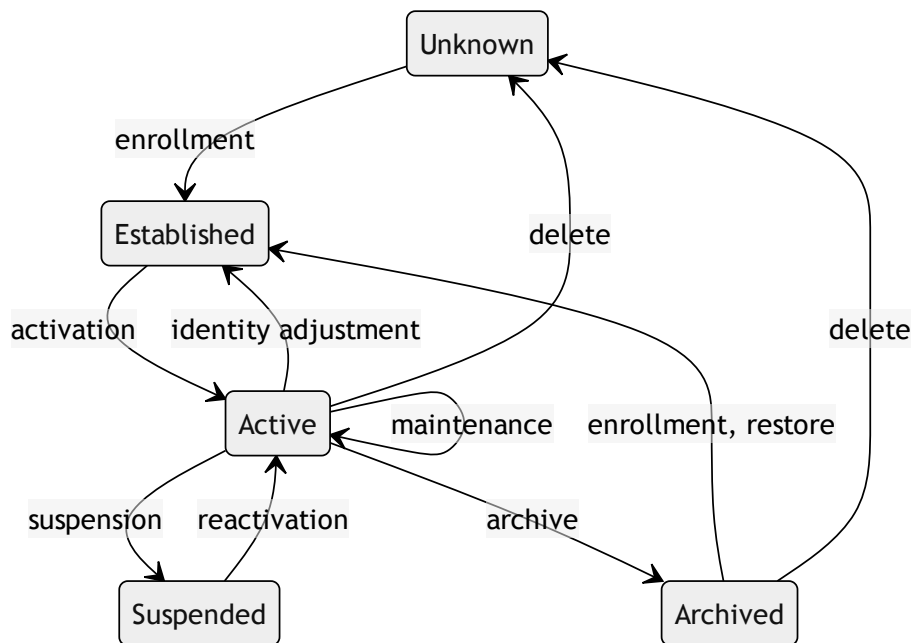 Unknown
enrollment
Established
delete
activation
identity adjustment
delete
Active
maintenance
enrollment, restore
suspension
reactivation
archive
Suspended
Archived